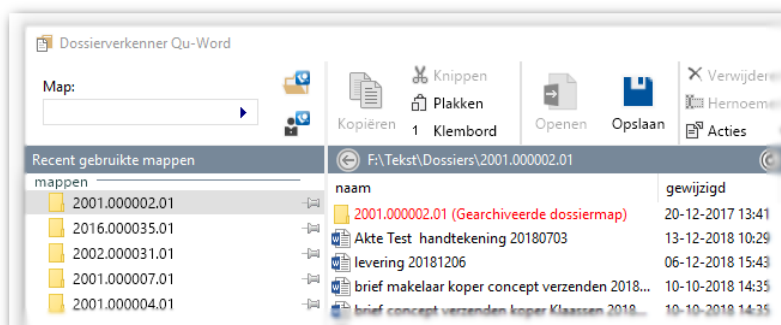 Dossierverkenner Qu-Word
Map:
Kopiëren
Knippen
Plakken
1 Klembord
Openen
Opslaan
Verwijderen
Hernoemen
Acties
Recent gebruikte mappen
mappen
2001.000002.01
2016.000035.01
2002.000031.01
2001.000007.01
2001.000004.01
F:\Tekst\Dossiers\2001.000002.01
naam gewijzigd
2001.000002.01 (Gearchiveerde dossiermap) 20-12-2017 13:41
Akte Test handtekening 20180703 13-12-2018 10:29
levering 20181206 06-12-2018 15:43
brief makelaar koper concept verzenden 2018... 10-10-2018 14:35
brief concept verzenden koper Klaassen 2018... 10-10-2018 14:35